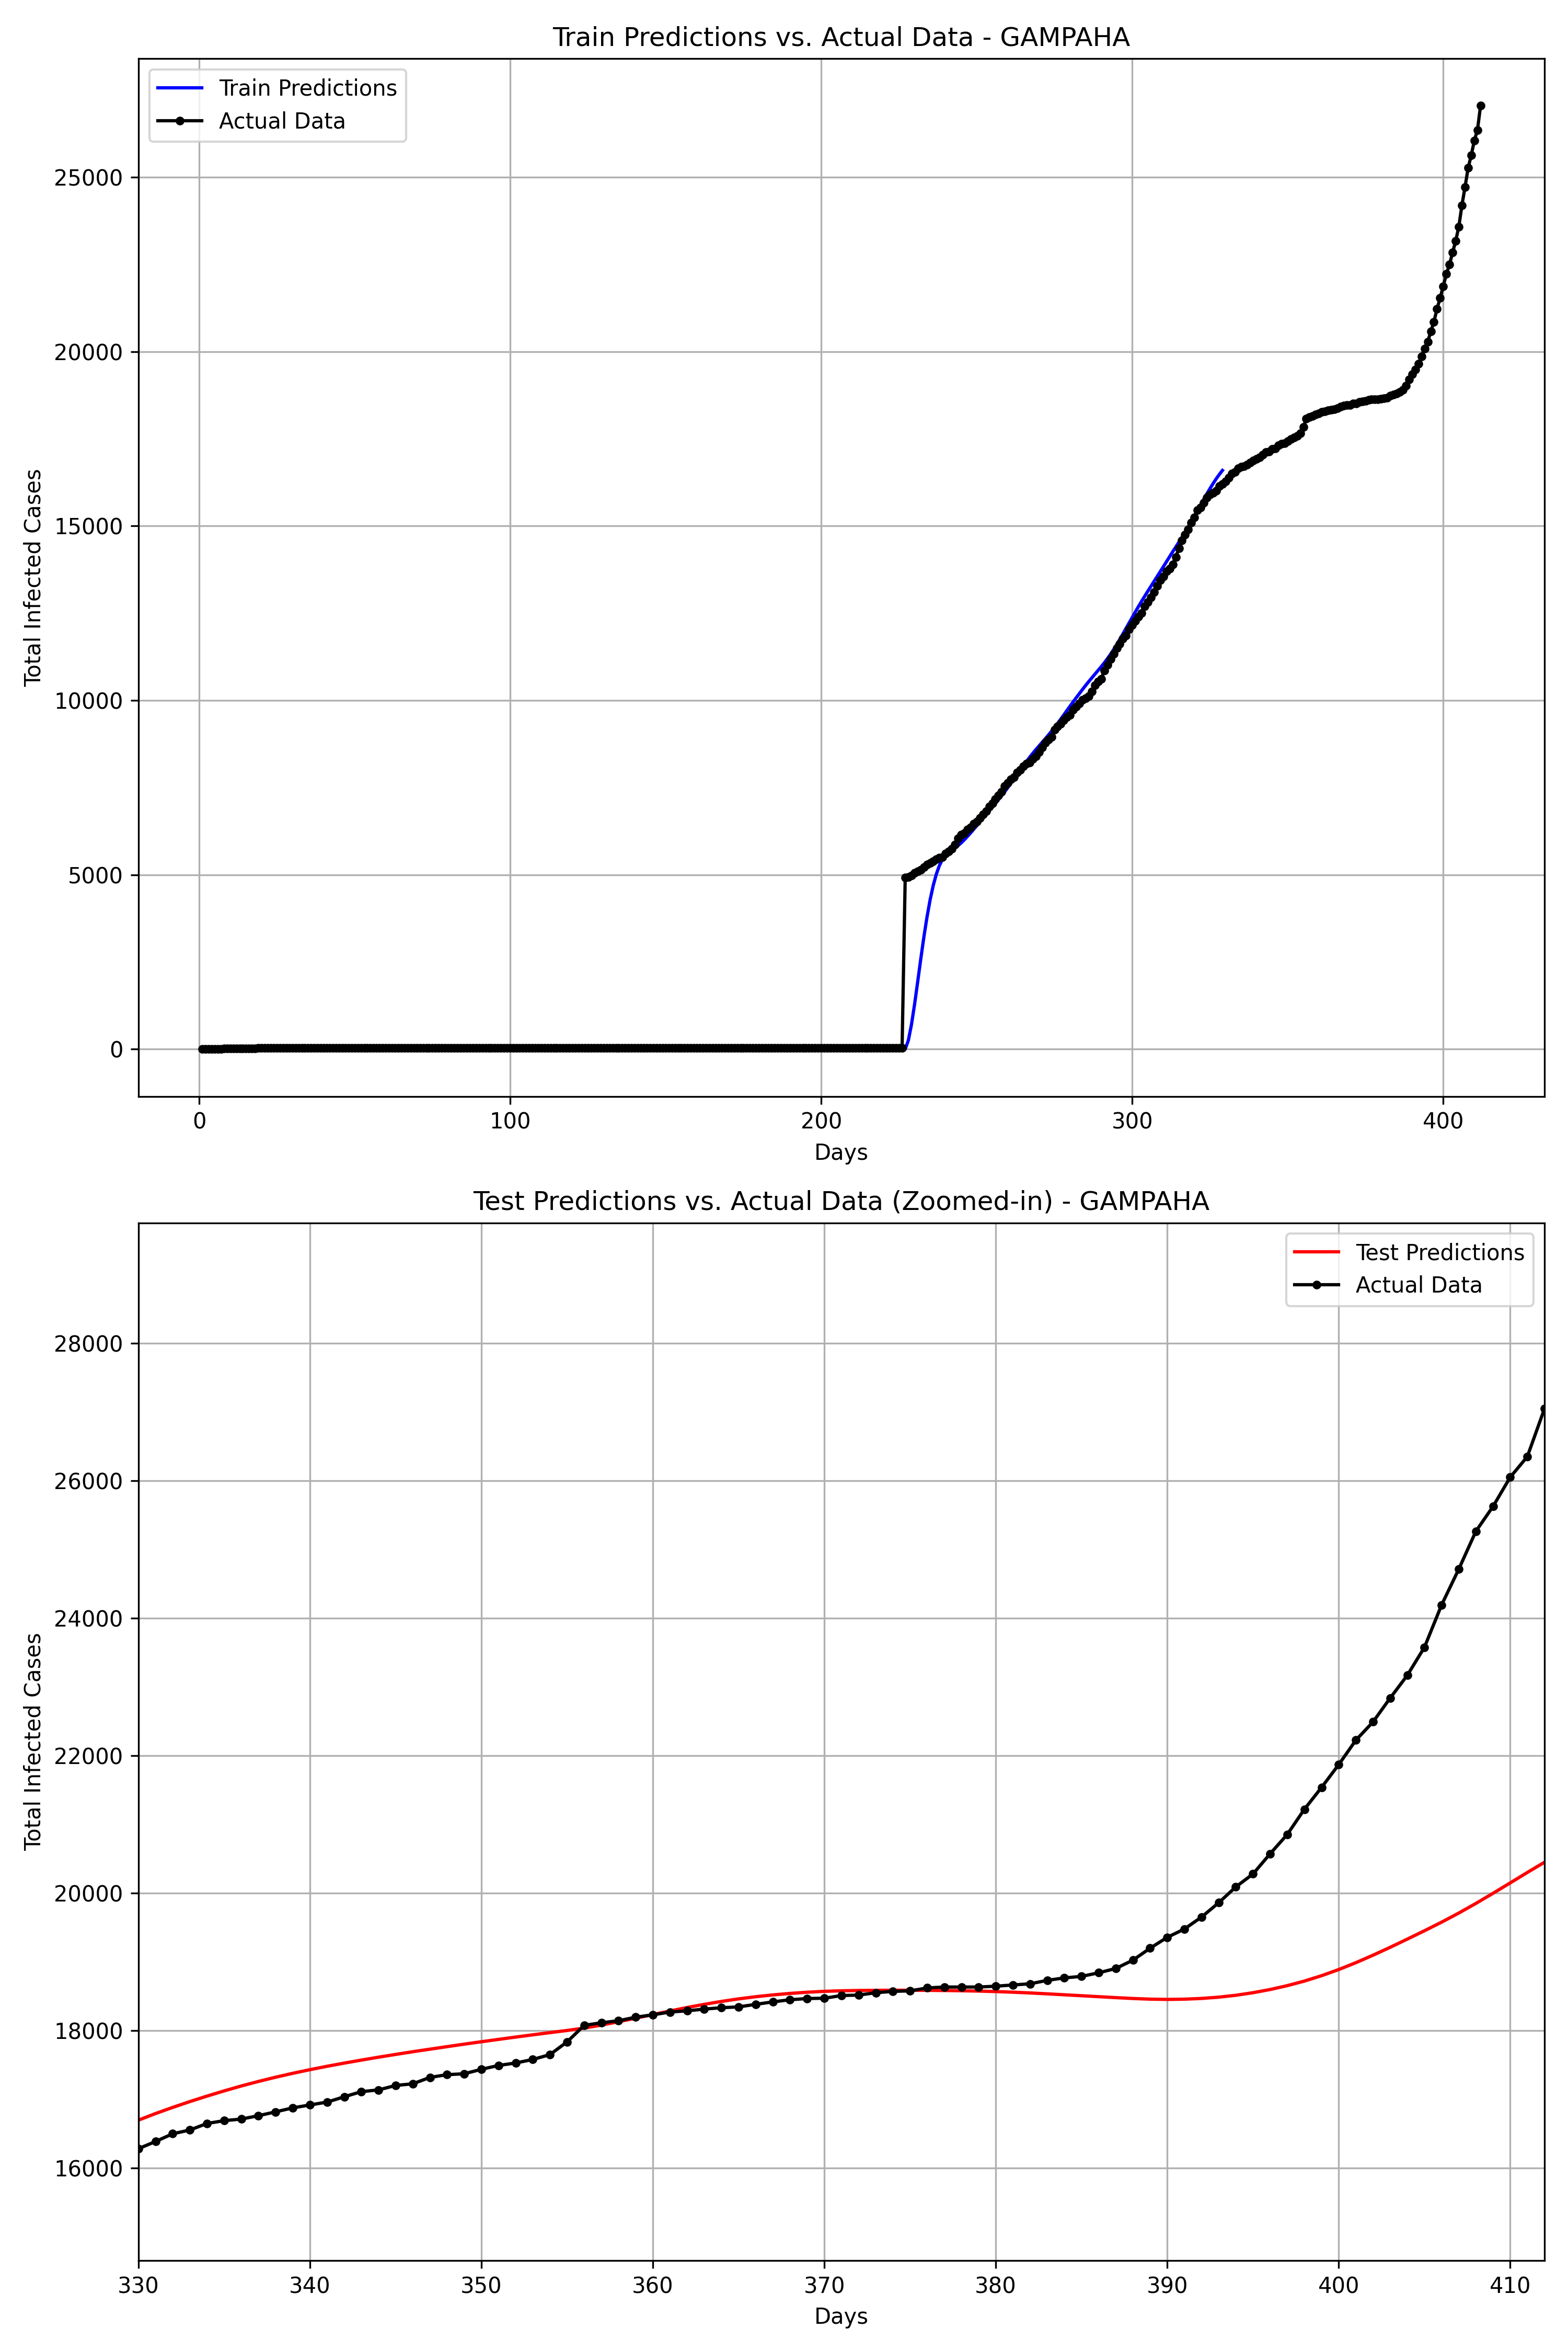 Train Predictions vs. Actual Data - GAMPAHA
Train Predictions
Actual Data
Total Infected Cases
25000
20000
15000
10000
5000
0
0 100 200 300 400
Days
Test Predictions vs. Actual Data (Zoomed-in) - GAMPAHA
Test Predictions
Actual Data
Total Infected Cases
28000
26000
24000
22000
20000
18000
16000
330 340 350 360 370 380 390 400 410
Days